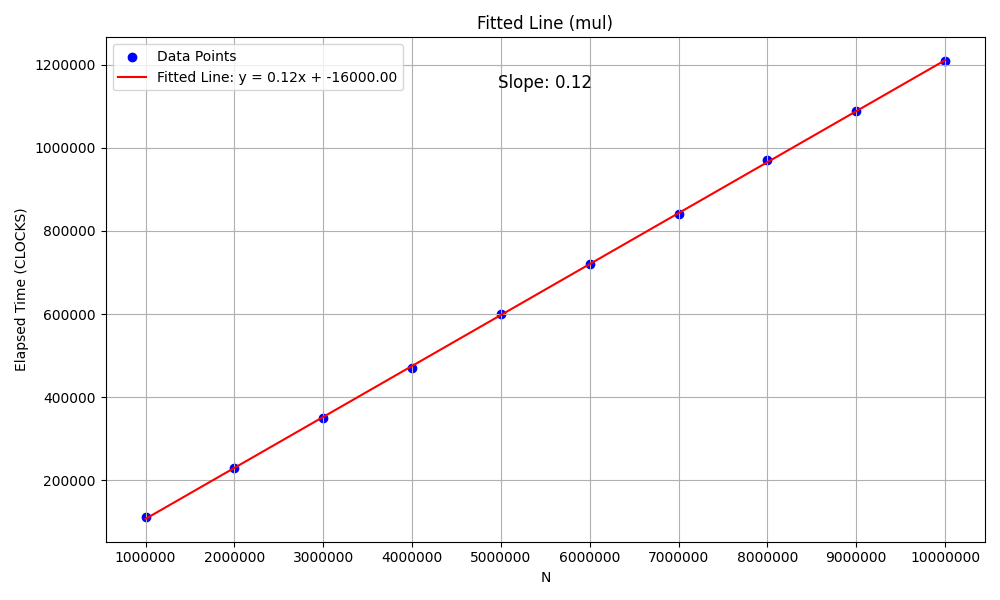 Fitted Line (mul)
Data Points
Fitted Line: y = 0.12x + -16000.00
Slope: 0.12
1200000
1000000
800000
600000
400000
200000
Elapsed Time (CLOCKS)
1000000 2000000 3000000 4000000 5000000 6000000 7000000 8000000 9000000 10000000
N